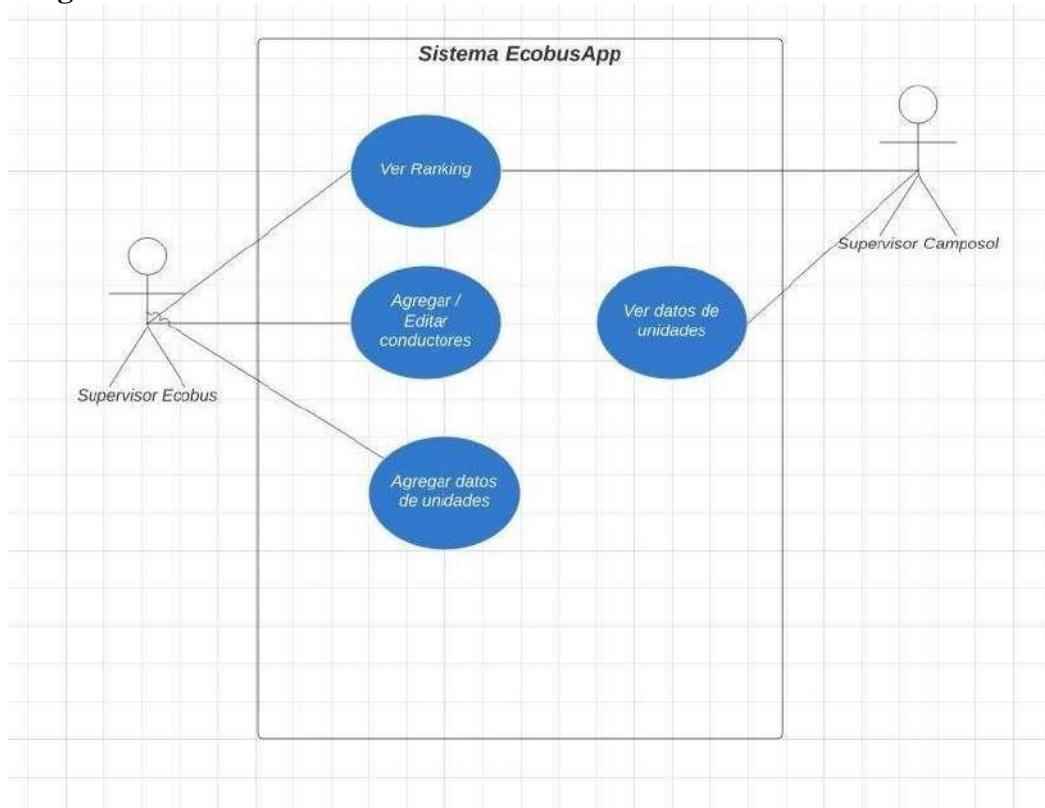 Sistema EcobusApp
Ver Ranking
Supervisor Camposol
Agregar /
Editar
conductores
Ver datos de
unidades
Supervisor Ecobus
Agregar datos
de unidades